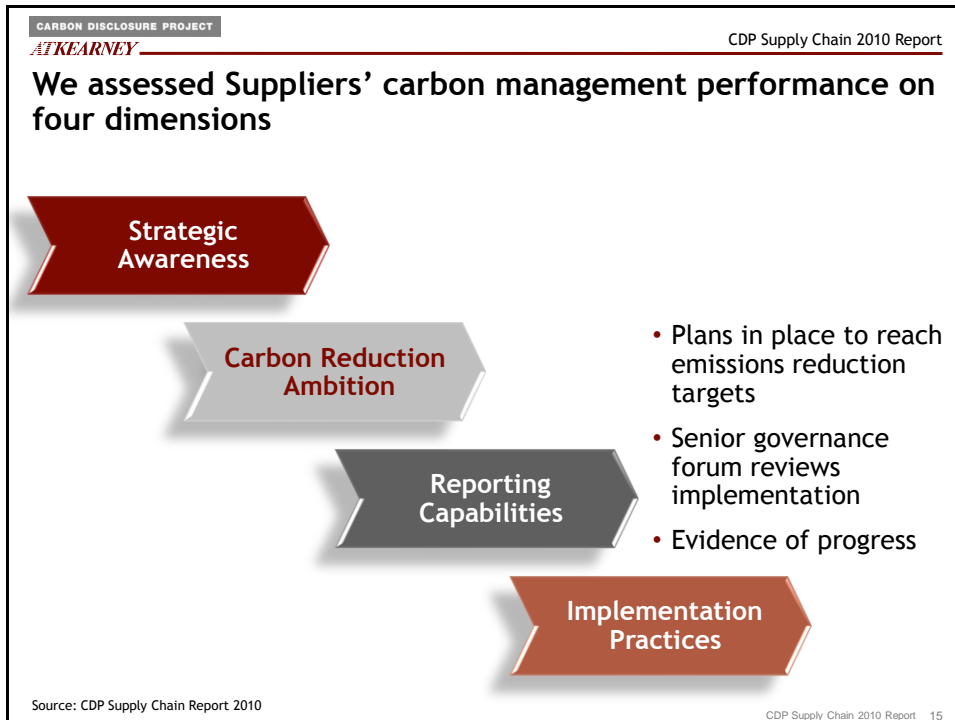 CARBON DISCLOSURE PROJECT
ATKEARNEY
CDP Supply Chain 2010 Report
We assessed Suppliers’ carbon management performance on
four dimensions
Strategic
Awareness
Carbon Reduction
Ambition
Reporting
Capabilities
• Plans in place to reach
emissions reduction
targets
• Senior governance
forum reviews
implementation
• Evidence of progress
Implementation
Practices
Source: CDP Supply Chain Report 2010
CDP Supply Chain 2010 Report 15